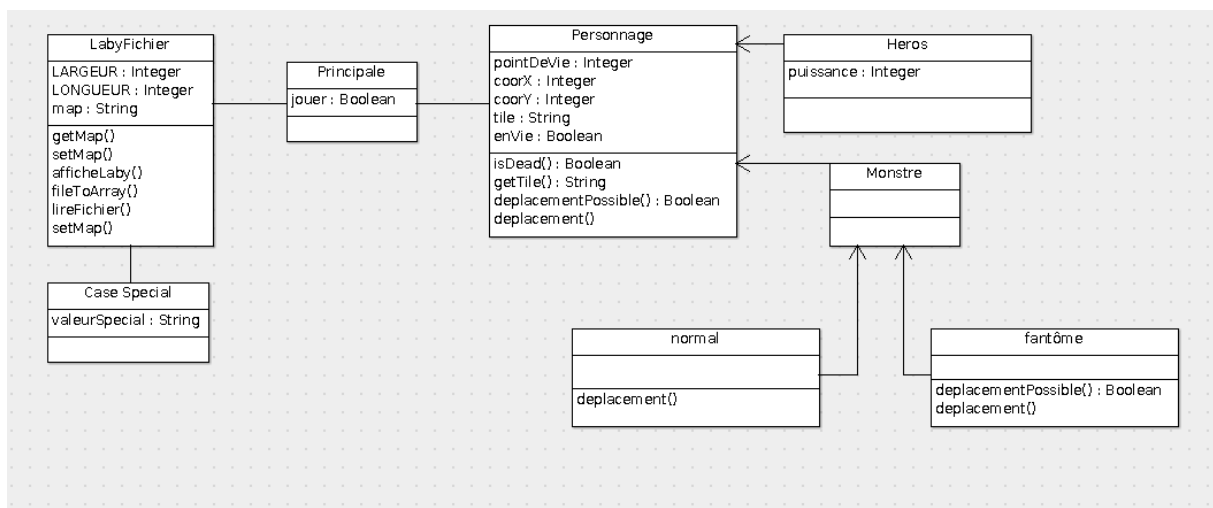 LabyFichier
LARGEUR : Integer
LONGUEUR : Integer
map : String
getMap()
setMap()
afficheLaby()
fileToArray()
lireFichier()
setMap()
Case Special
valeurSpecial : String
Principale
jouer : Boolean
Personnage
pointDeVie : Integer
coorX : Integer
coorY : Integer
tile : String
enVie : Boolean
isDead() : Boolean
getTile() : String
deplacementPossible() : Boolean
deplacement()
Heros
puissance : Integer
Monstre
normal
deplacement()
fantôme
deplacementPossible() : Boolean
deplacement()